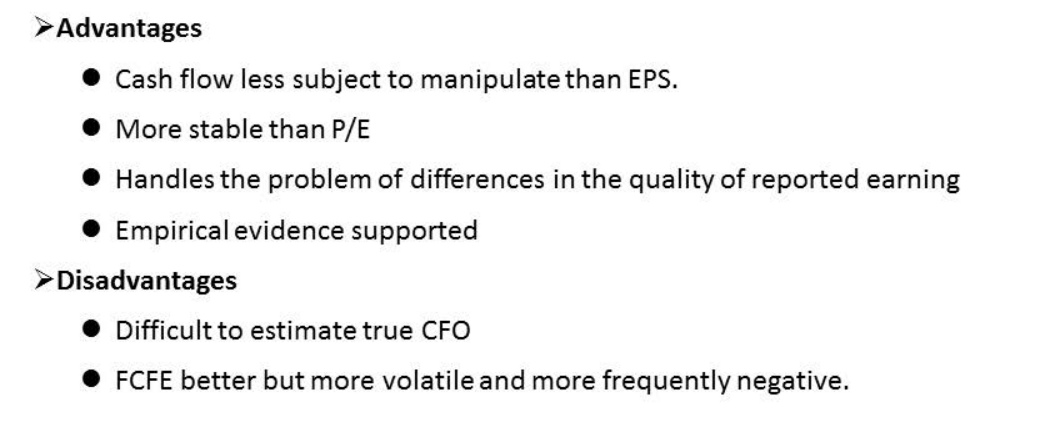 ➢Advantages
● Cash flow less subject to manipulate than EPS.
● More stable than P/E
● Handles the problem of differences in the quality of reported earning
● Empirical evidence supported
➢Disadvantages
● Difficult to estimate true CFO
● FCFE better but more volatile and more frequently negative.